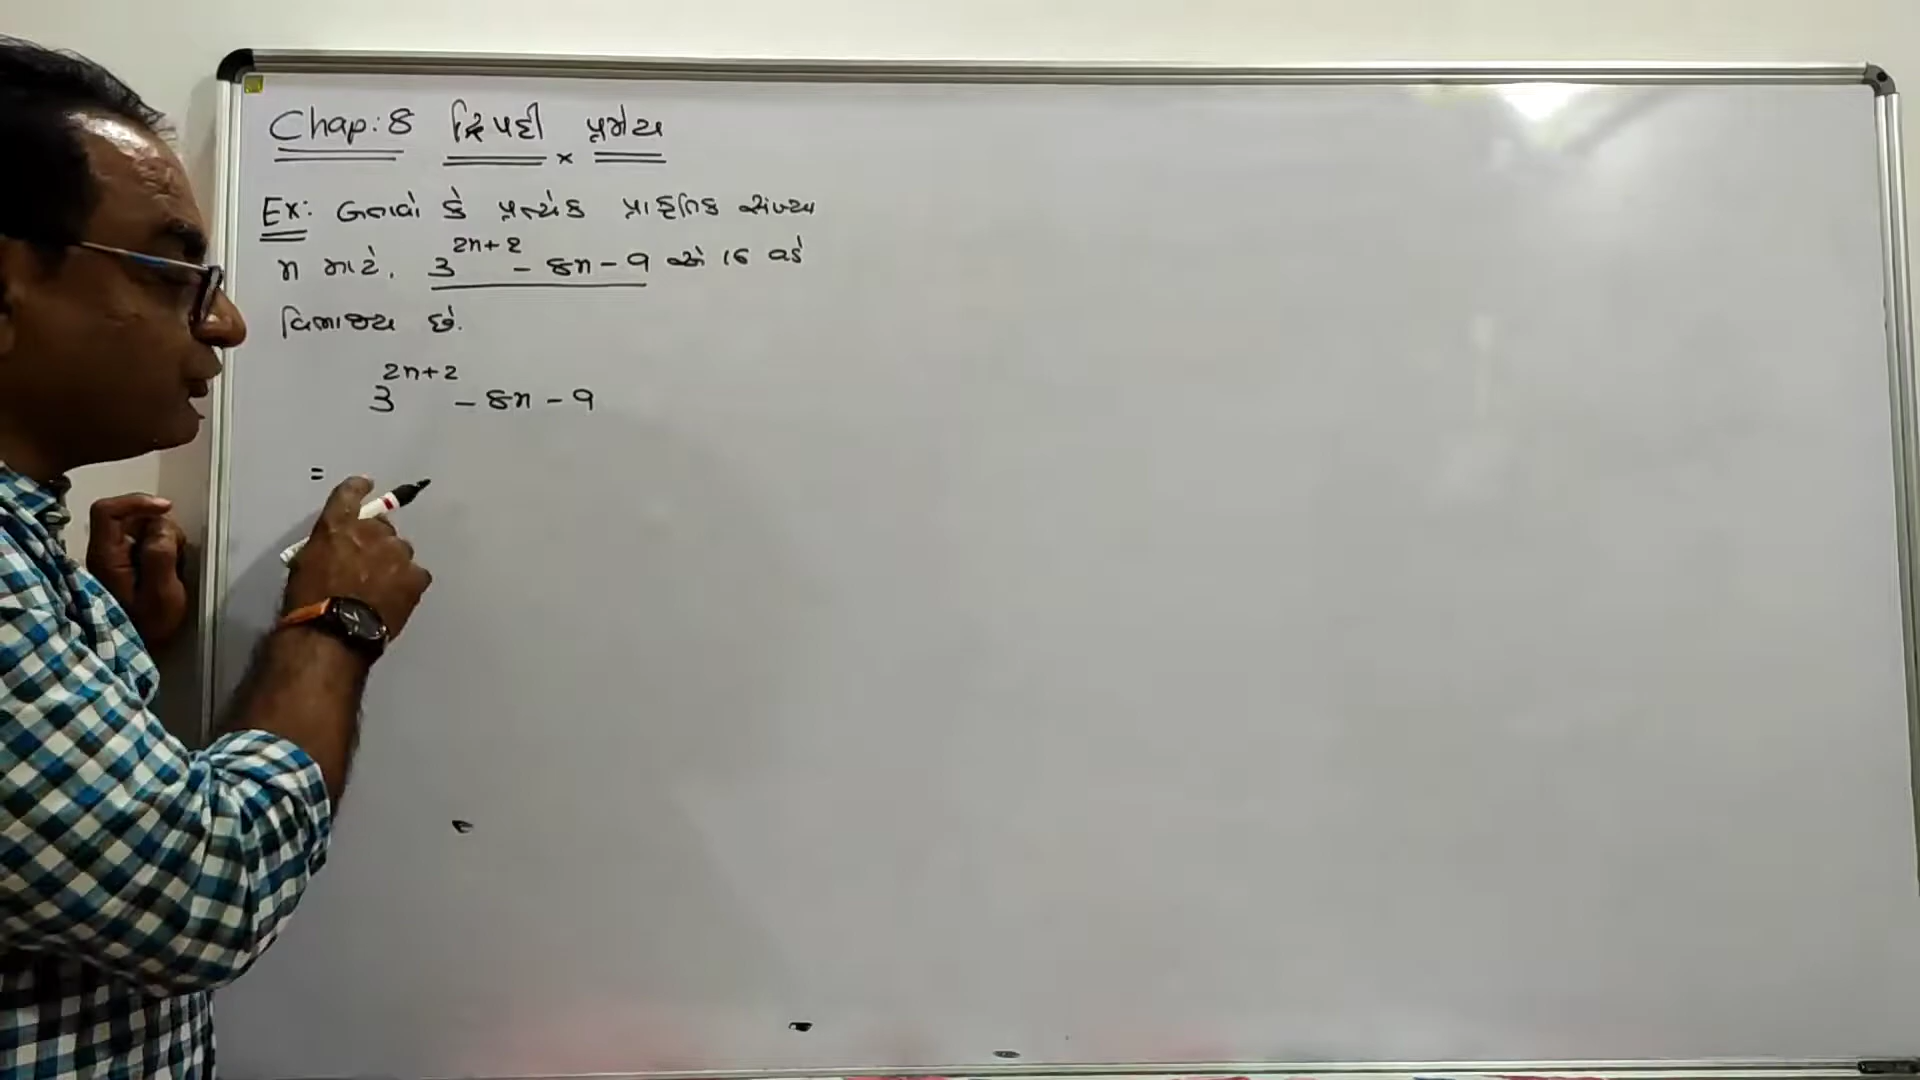 Chap: 8 દ્વિપદી પ્રમેય
Ex: બતાવો કે પ્રત્યેક પ્રાકૃતિક સંખ્યા
n માટે, 3^{2n+2} - 8n - 9 એ 16 વડે
વિભાજ્ય છે.
3^{2n+2} - 8n - 9
=